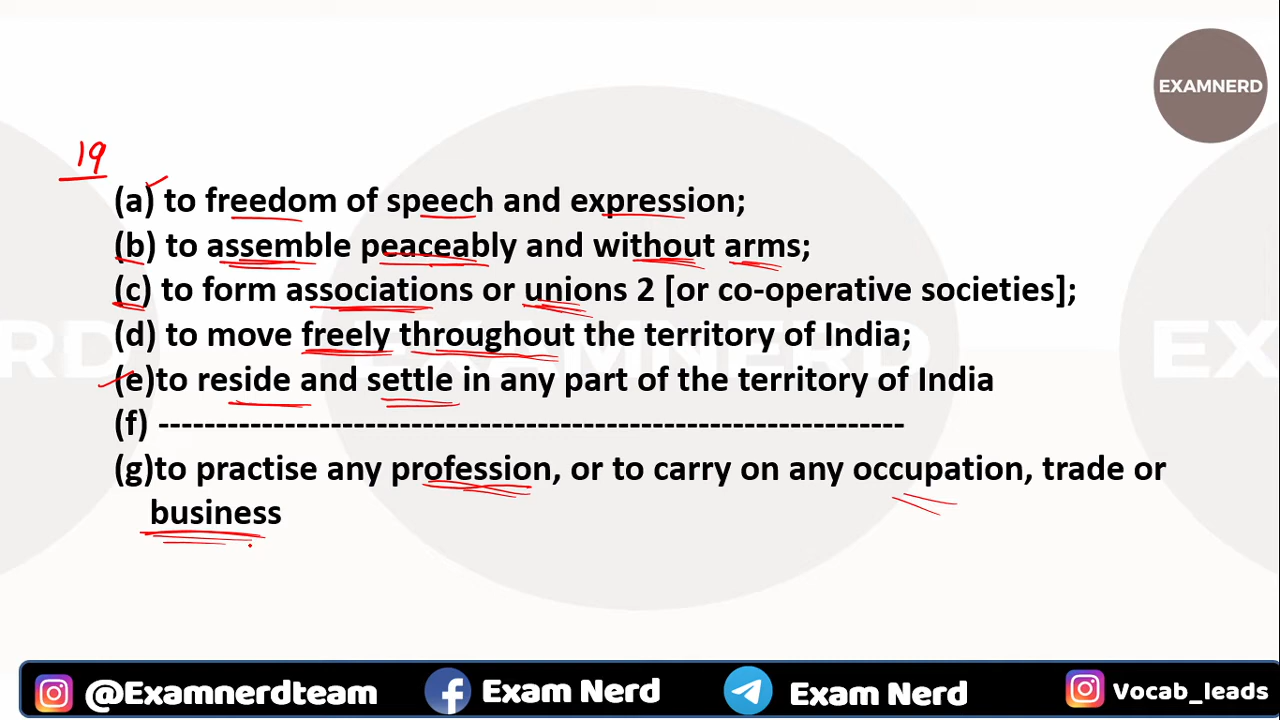 EXAMNERD
19
(a) to freedom of speech and expression;
(b) to assemble peaceably and without arms;
(c) to form associations or unions 2 [or co-operative societies];
(d) to move freely throughout the territory of India;
(e)to reside and settle in any part of the territory of India
(f) -----------------------------------------------------------------
(g)to practise any profession, or to carry on any occupation, trade or
business
@Examnerdteam Exam Nerd Exam Nerd Vocab_leads